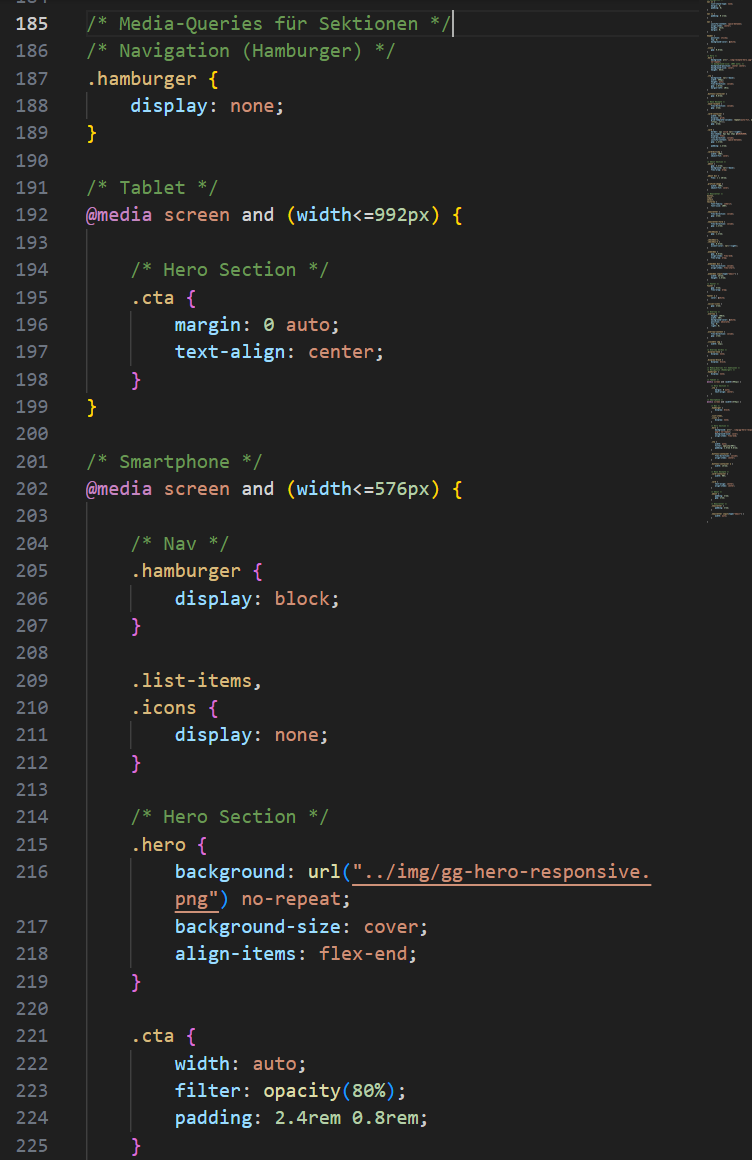 185 /* Media-Queries für Sektionen */
186 /* Navigation (Hamburger) */
187 .hamburger {
188     display: none;
189 }
190
191 /* Tablet */
192 @media screen and (width<=992px) {
193
194     /* Hero Section */
195     .cta {
196         margin: 0 auto;
197         text-align: center;
198     }
199 }
200
201 /* Smartphone */
202 @media screen and (width<=576px) {
203
204     /* Nav */
205     .hamburger {
206         display: block;
207     }
208
209     .list-items,
210     .icons {
211         display: none;
212     }
213
214     /* Hero Section */
215     .hero {
216         background: url("../img/gg-hero-responsive.
png") no-repeat;
217         background-size: cover;
218         align-items: flex-end;
219     }
220
221     .cta {
222         width: auto;
223         filter: opacity(80%);
224         padding: 2.4rem 0.8rem;
225     }